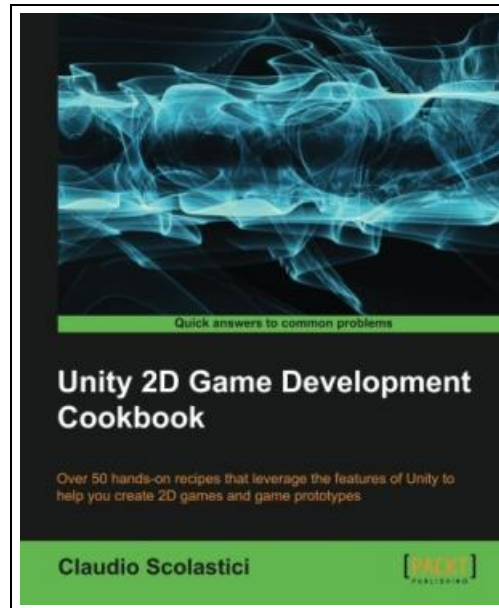 Quick answers to common problems
Unity 2D Game Development
Cookbook
Over 50 hands-on recipes that leverage the features of Unity to
help you create 2D games and game prototypes
Claudio Scolastici
[PACKT]
PUBLISHING